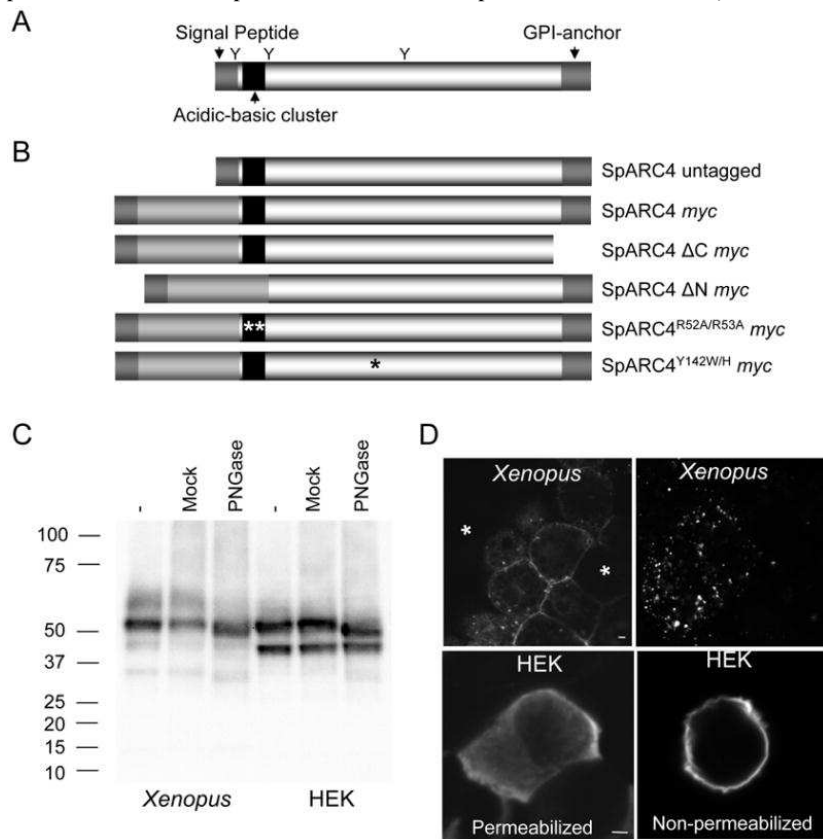 A
Signal Peptide
GPI-anchor
Y Y Y
Acidic-basic cluster
B
SpARC4 untagged
SpARC4 myc
SpARC4 ΔC myc
SpARC4 ΔN myc
**
SpARC4R52A/R53A myc
*
SpARC4Y142W/H myc
C
- Mock PNGase - Mock PNGase
100
75
50
37
25
20
15
10
Xenopus HEK
D
Xenopus
* *
Xenopus
HEK
Permeabilized
HEK
Non-permeabilized